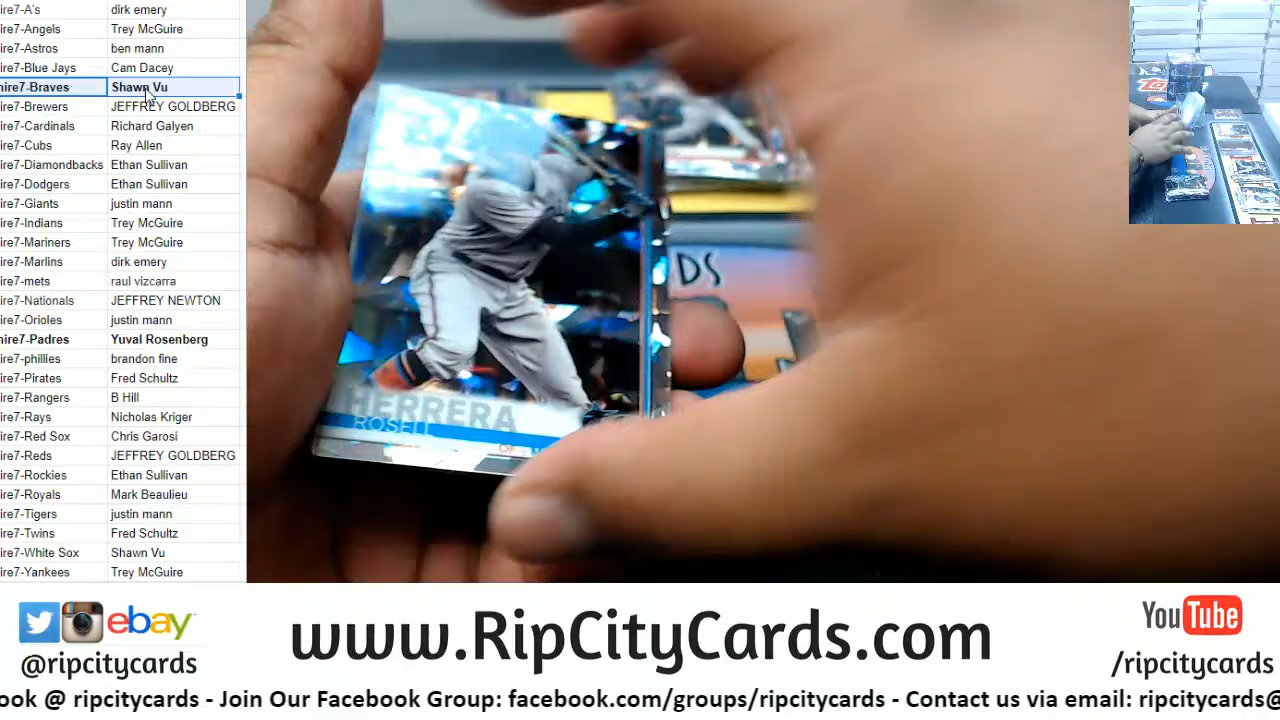 ire7-A's dirk emery
ire7-Angels Trey McGuire
ire7-Astros ben mann
ire7-Blue Jays Cam Dacey
ire7-Braves Shawn Vu
ire7-Brewers JEFFREY GOLDBERG
ire7-Cardinals Richard Galyen
ire7-Cubs Ray Allen
ire7-Diamondbacks Ethan Sullivan
ire7-Dodgers Ethan Sullivan
ire7-Giants justin mann
ire7-Indians Trey McGuire
ire7-Mariners Trey McGuire
ire7-Marlins dirk emery
ire7-mets raul vizcarra
ire7-Nationals JEFFREY NEWTON
ire7-Orioles justin mann
ire7-Padres Yuval Rosenberg
ire7-phillies brandon fine
ire7-Pirates Fred Schultz
ire7-Rangers B Hill
ire7-Rays Nicholas Kriger
ire7-Red Sox Chris Garosi
ire7-Reds JEFFREY GOLDBERG
ire7-Rockies Ethan Sullivan
ire7-Royals Mark Beaulieu
ire7-Tigers justin mann
ire7-Twins Fred Schultz
ire7-White Sox Shawn Vu
ire7-Yankees Trey McGuire
DS
HERRERA
ROSELL
ebay
@ripcitycards
www.RipCityCards.com
YouTube
/ripcitycards
ook @ ripcitycards - Join Our Facebook Group: facebook.com/groups/ripcitycards - Contact us via email: ripcitycards@